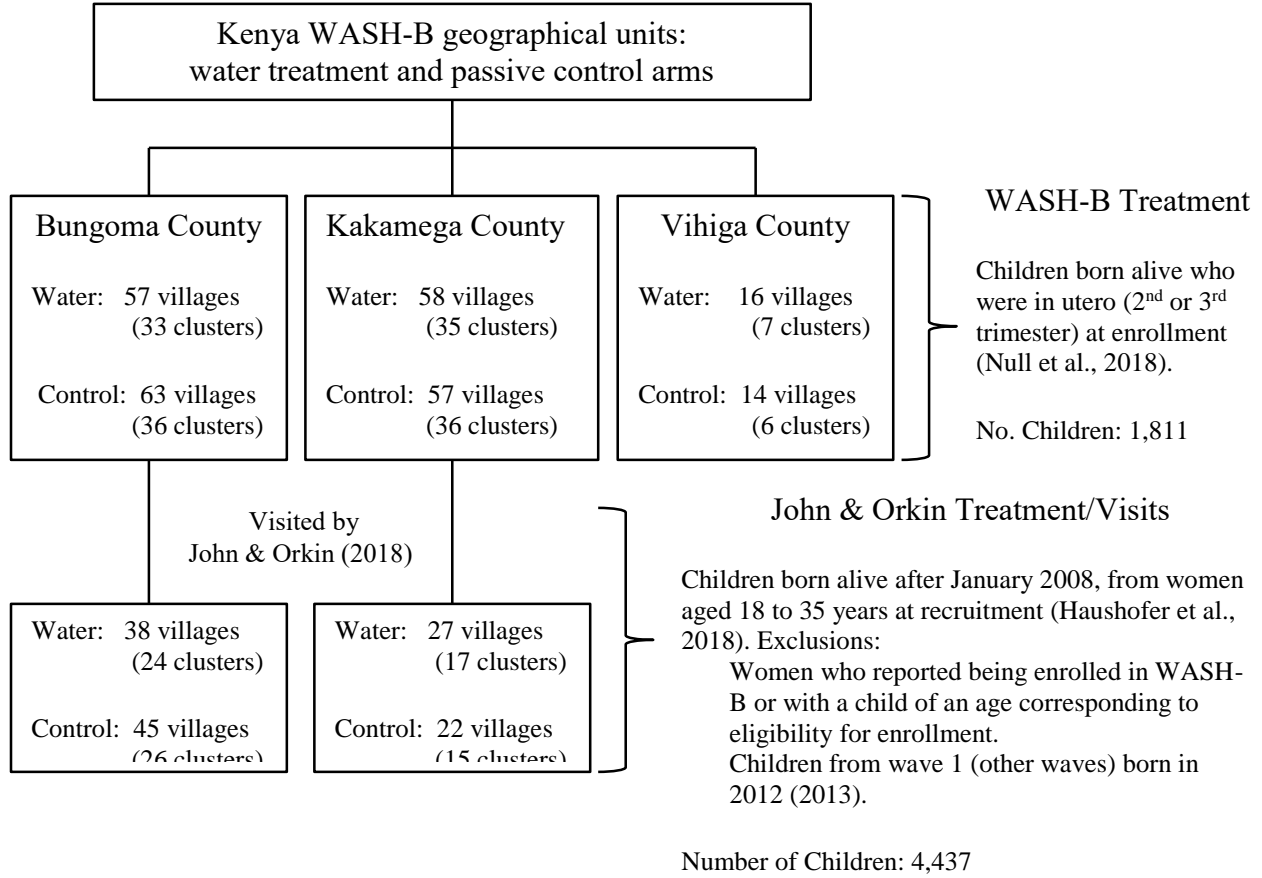 Kenya WASH-B geographical units:
water treatment and passive control arms
Bungoma County
Water: 57 villages
(33 clusters)
Control: 63 villages
(36 clusters)
Kakamega County
Water: 58 villages
(35 clusters)
Control: 57 villages
(36 clusters)
Vihiga County
Water: 16 villages
(7 clusters)
Control: 14 villages
(6 clusters)
WASH-B Treatment
Children born alive who
were in utero (2nd or 3rd
trimester) at enrollment
(Null et al., 2018).
No. Children: 1,811
Visited by
John & Orkin (2018)
Water: 38 villages
(24 clusters)
Control: 45 villages
(26 clusters)
Water: 27 villages
(17 clusters)
Control: 22 villages
(15 clusters)
John & Orkin Treatment/Visits
Children born alive after January 2008, from women
aged 18 to 35 years at recruitment (Haushofer et al.,
2018). Exclusions:
Women who reported being enrolled in WASH-
B or with a child of an age corresponding to
eligibility for enrollment.
Children from wave 1 (other waves) born in
2012 (2013).
Number of Children: 4,437